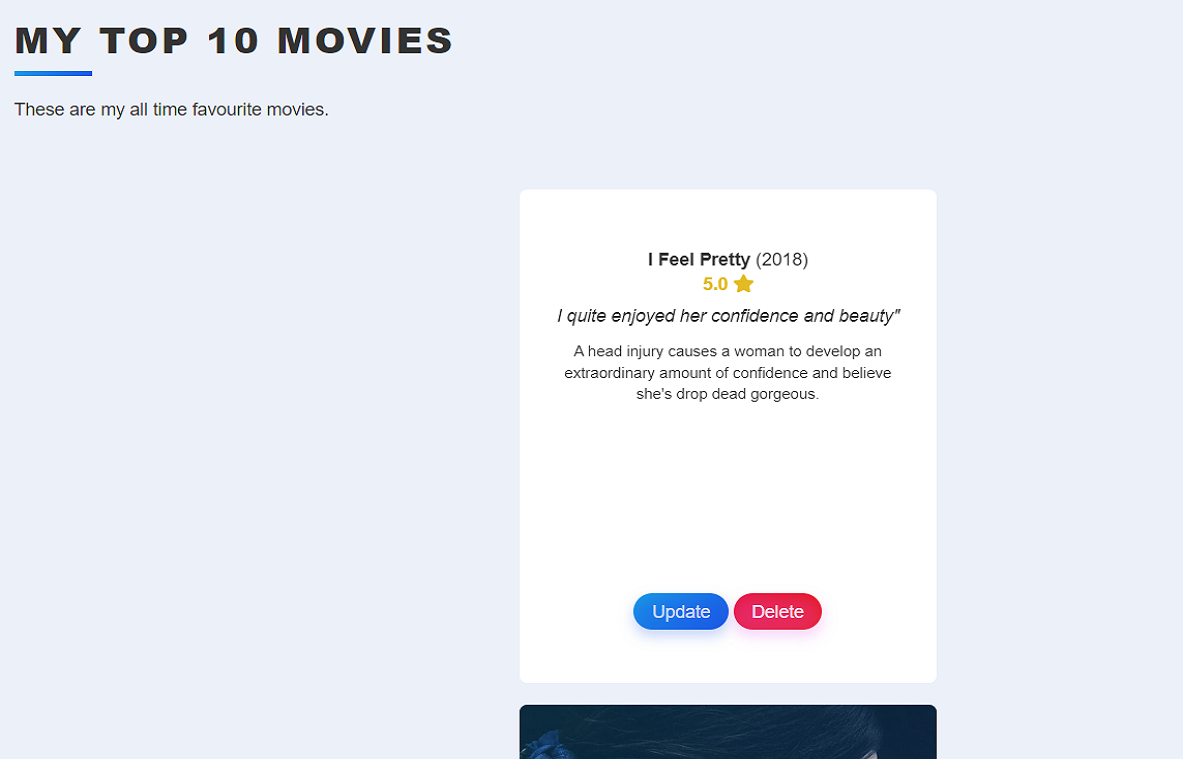 MY TOP 10 MOVIES
These are my all time favourite movies.
I Feel Pretty (2018)
5.0
I quite enjoyed her confidence and beauty"
A head injury causes a woman to develop an
extraordinary amount of confidence and believe
she's drop dead gorgeous.
Update Delete